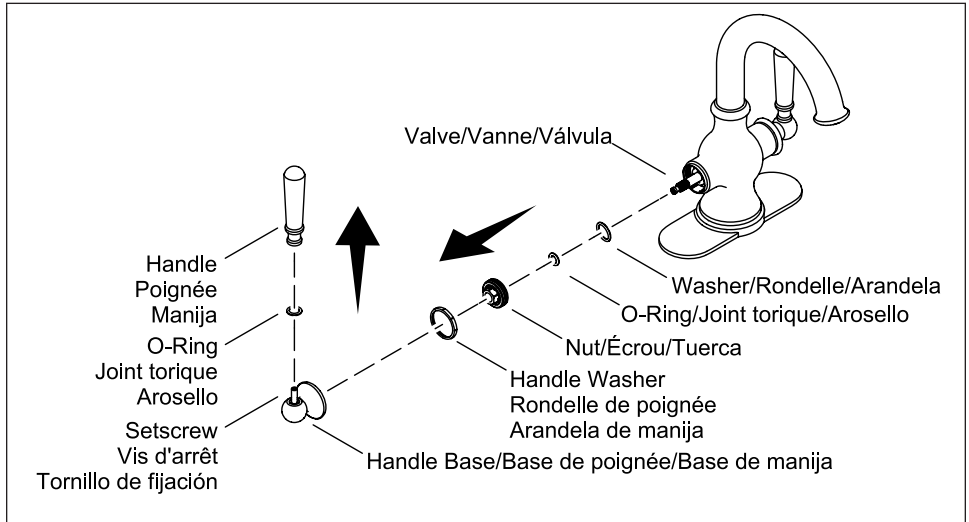 Valve/Vanne/Válvula
Handle
Poignée
Manija
O-Ring
Joint torique
Arosello
Setscrew
Vis d'arrêt
Tornillo de fijación
Washer/Rondelle/Arandela
O-Ring/Joint torique/Arosello
Nut/Écrou/Tuerca
Handle Washer
Rondelle de poignée
Arandela de manija
Handle Base/Base de poignée/Base de manija